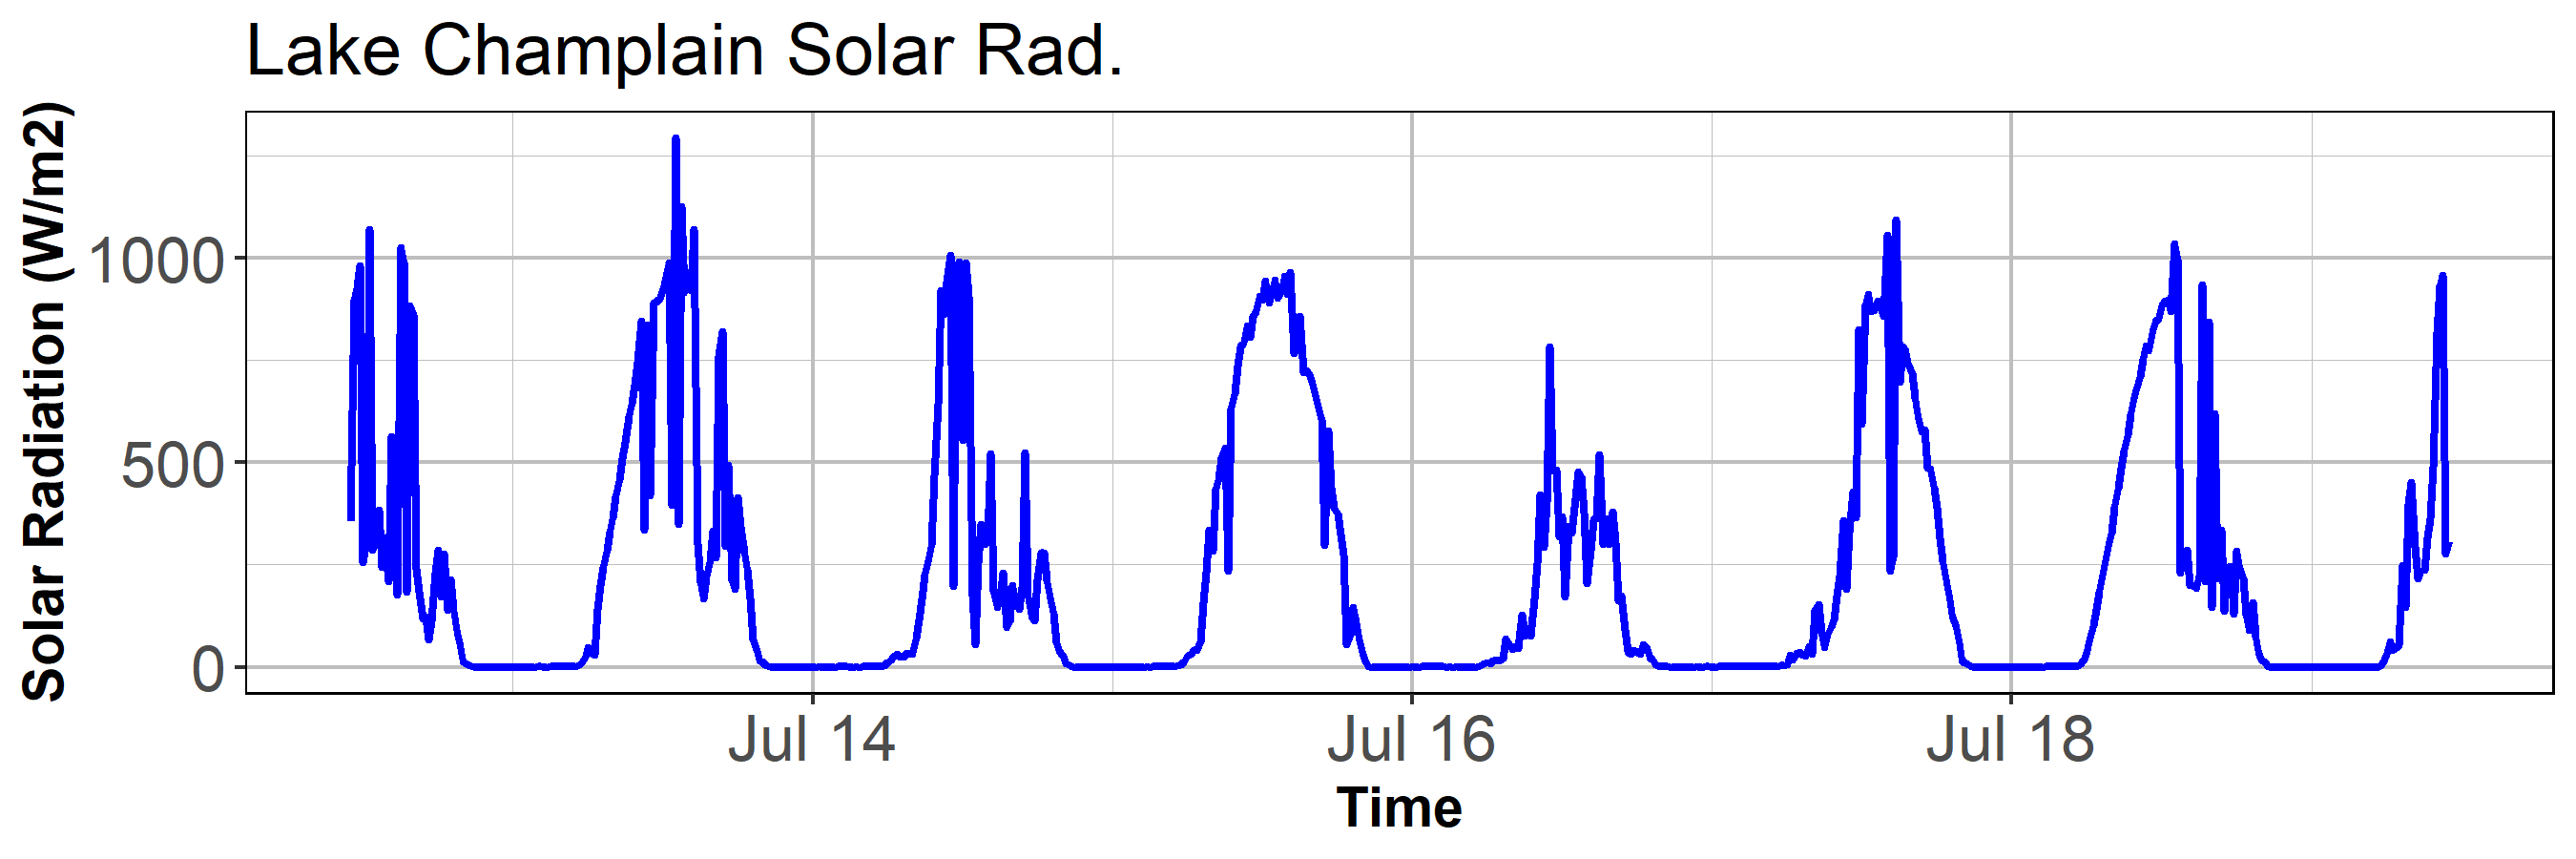 Lake Champlain Solar Rad.
Solar Radiation (W/m2)
1000
500
0
Jul 14
Jul 16
Jul 18
Time